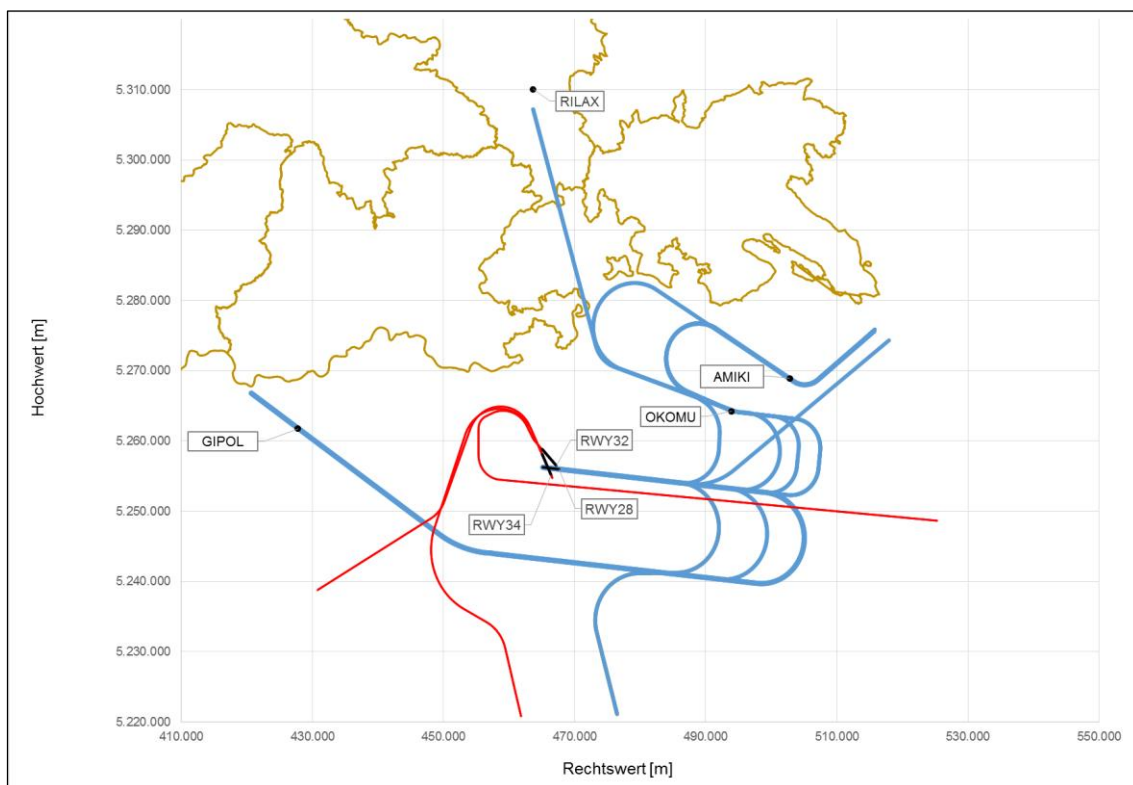 5.310.000
RILAX
5.300.000
5.290.000
5.280.000
Hochwert [m]
5.270.000
AMIKI
OKOMU
5.260.000
GIPOL
RWY32
5.250.000
RWY34
RWY28
5.240.000
5.230.000
5.220.000
410.000 430.000 450.000 470.000 490.000 510.000 530.000 550.000
Rechtswert [m]